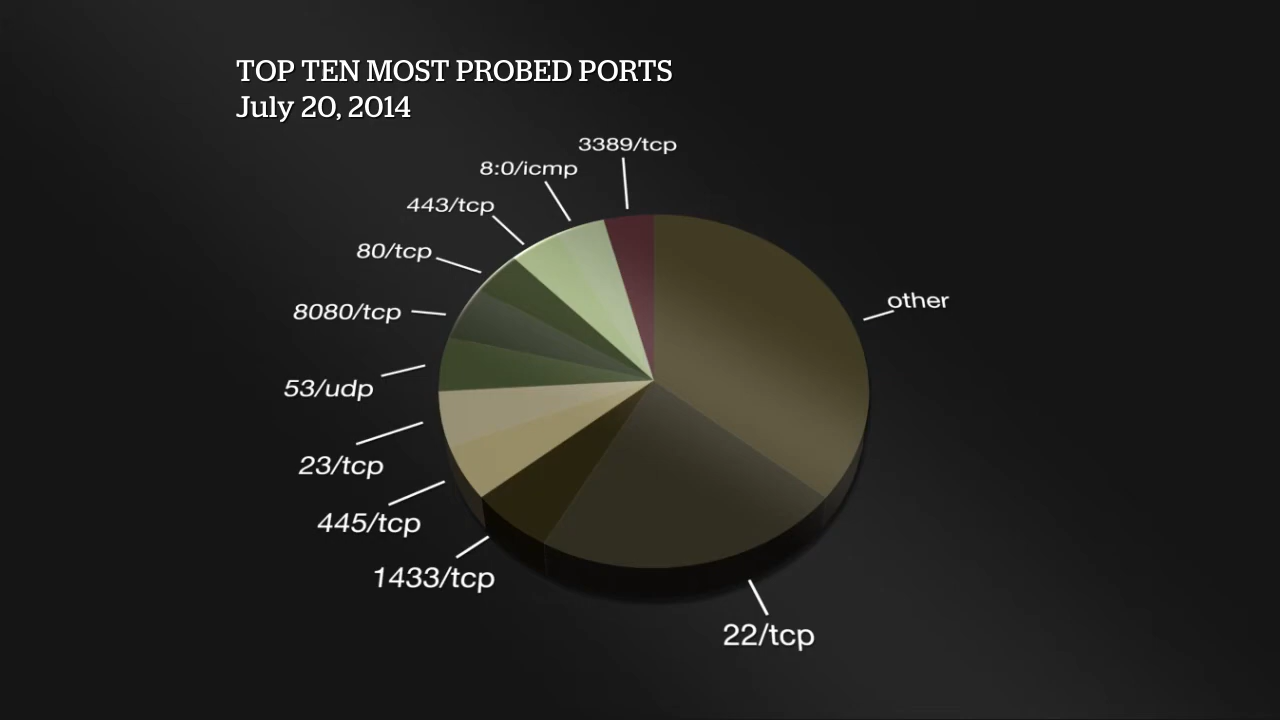 TOP TEN MOST PROBED PORTS
July 20, 2014
3389/tcp
8:0/icmp
443/tcp
80/tcp
other
8080/tcp
53/udp
23/tcp
445/tcp
1433/tcp
22/tcp